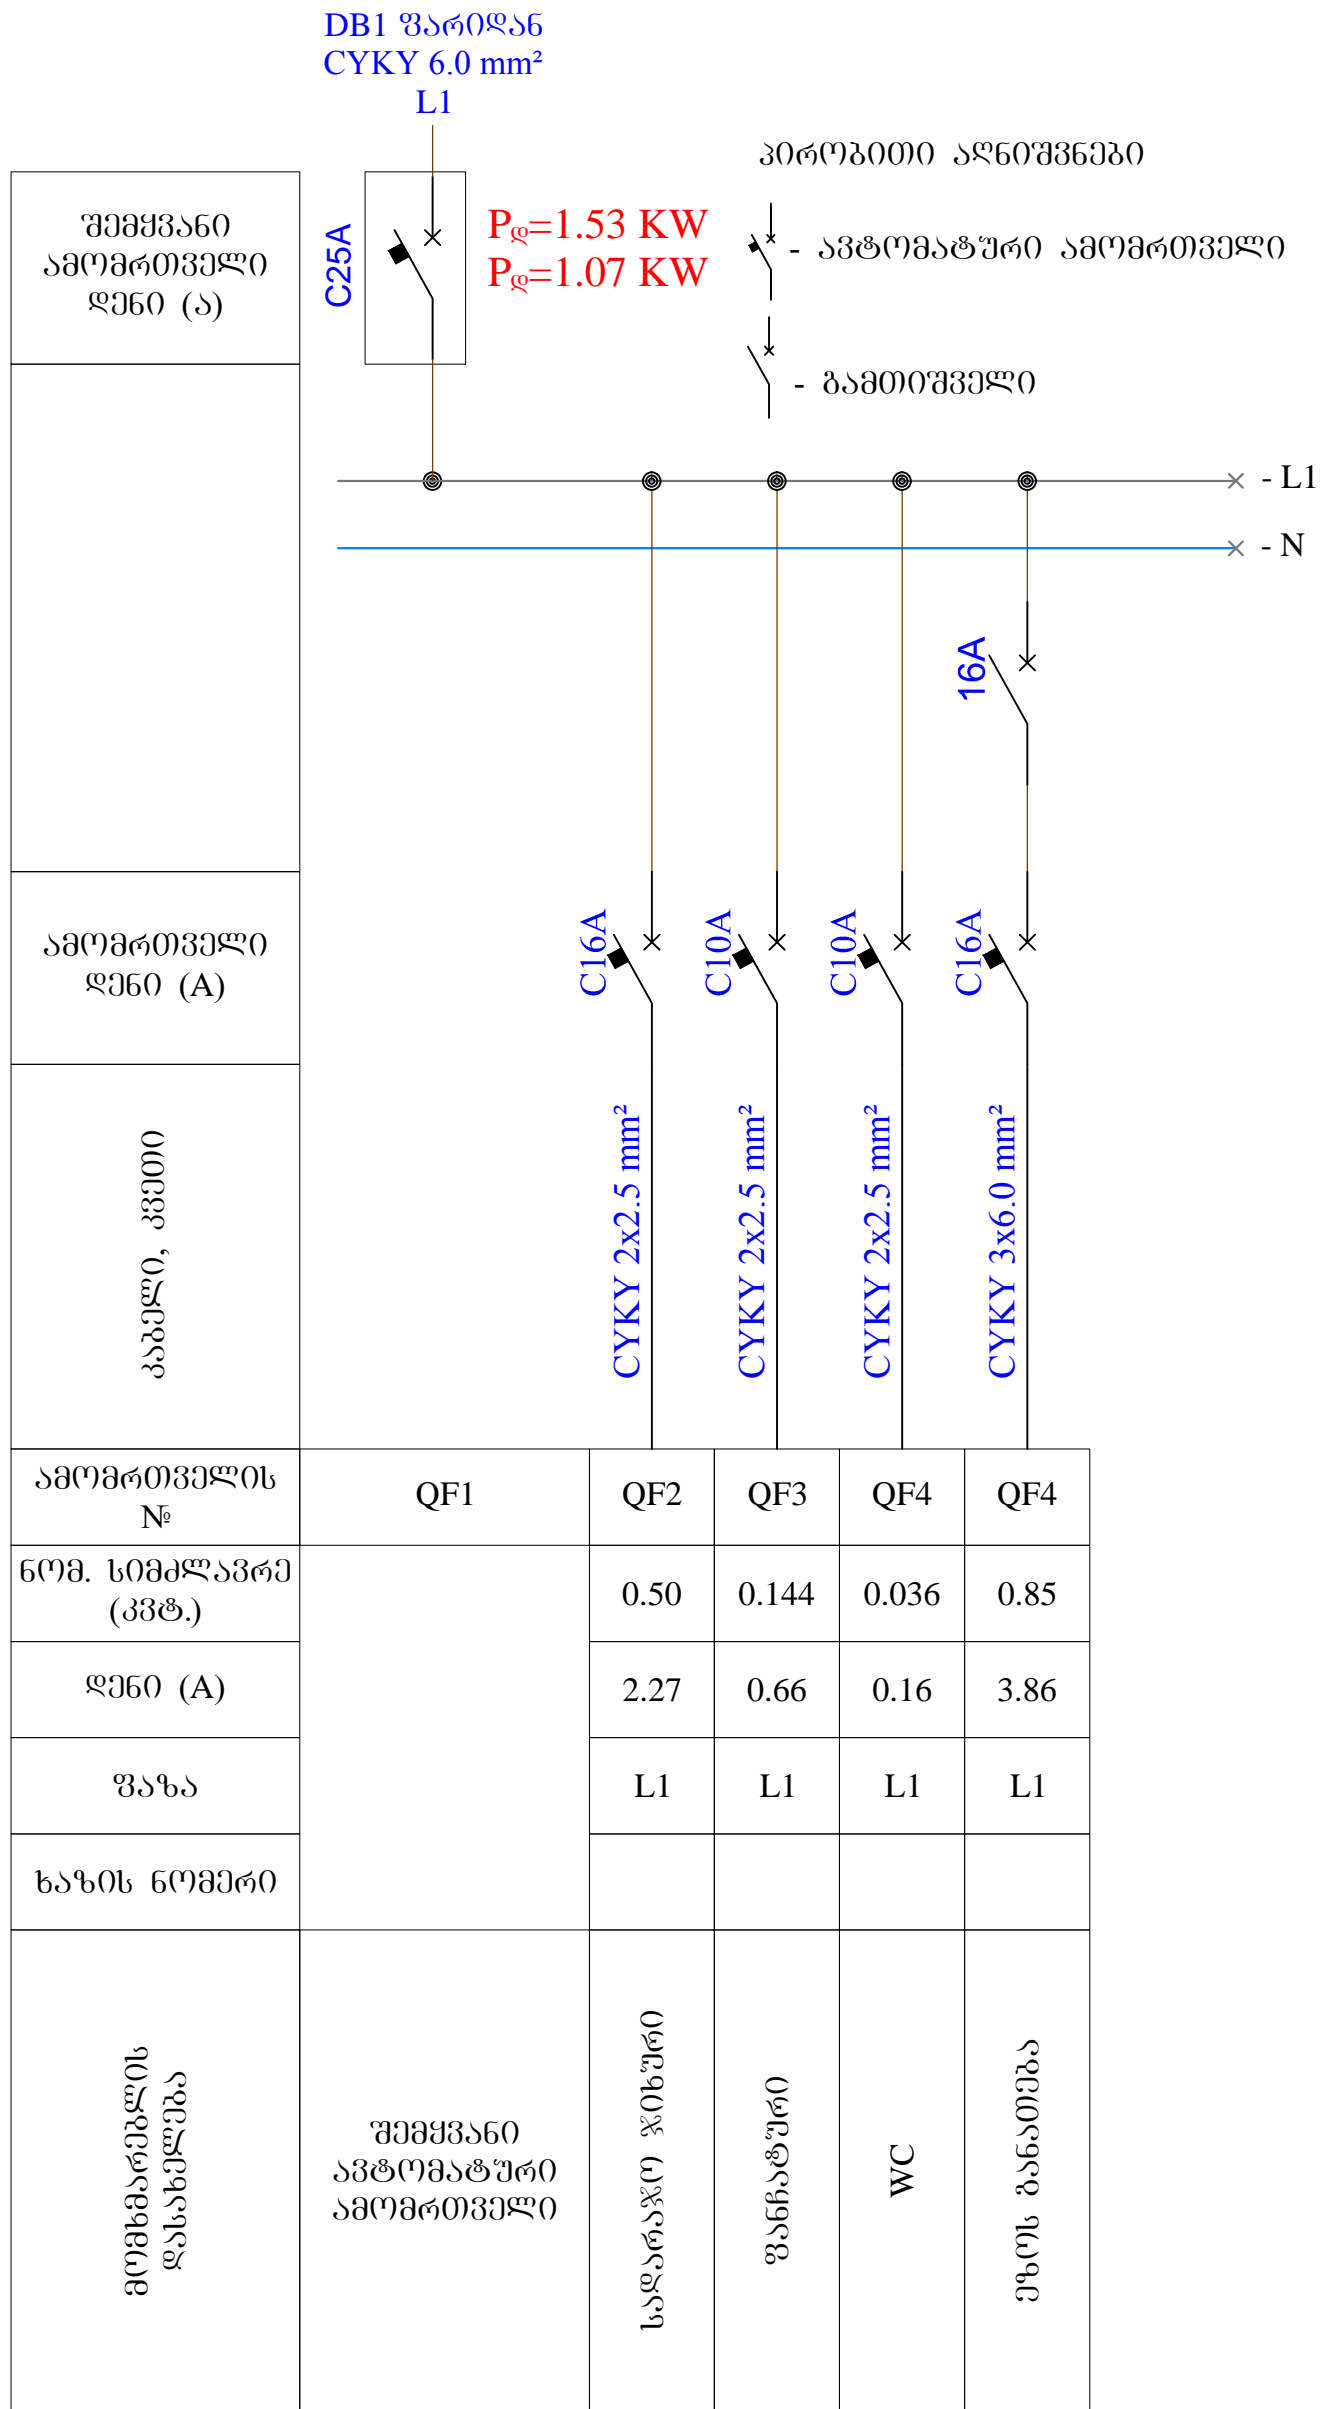 DB1 ფარიდან
CYKY 6.0 mm²
L1
პირობითი აღნიშვნები
შემყვანი
ამომრთველი
დენი (ა)
C25A
Pდ=1.53 KW
Pდ=1.07 KW
- ავტომატური ამომრთველი
- გამთიშველი
- L1
- N
16A
ამომრთველი
დენი (A)
C16A
C10A
C10A
C16A
კაბელი, კვეთი
CYKY 2x2.5 mm²
CYKY 2x2.5 mm²
CYKY 2x2.5 mm²
CYKY 3x6.0 mm²
ამომრთველის
№
QF1
QF2
QF3
QF4
QF4
ნომ. სიმძლავრე
(კვტ.)
0.50
0.144
0.036
0.85
დენი (A)
2.27
0.66
0.16
3.86
ფაზა
L1
L1
L1
L1
ხაზის ნომერი
მომხმარებლის
დასახელება
შემყვანი
ავტომატური
ამომრთველი
სადარაჯო ჯიხური
ფანჩატური
WC
ეზოს განათება